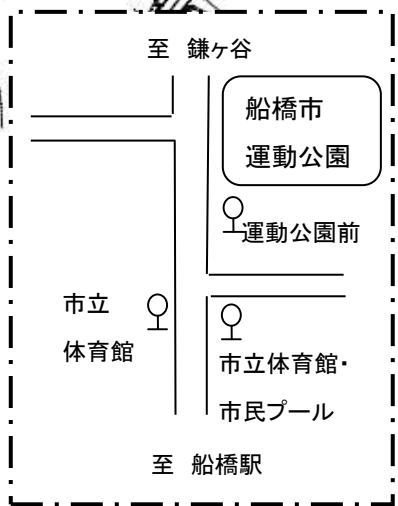 至 鎌ヶ谷
船橋市
運動公園
運動公園前
市立
体育館
市立体育館・
市民プール
至 船橋駅